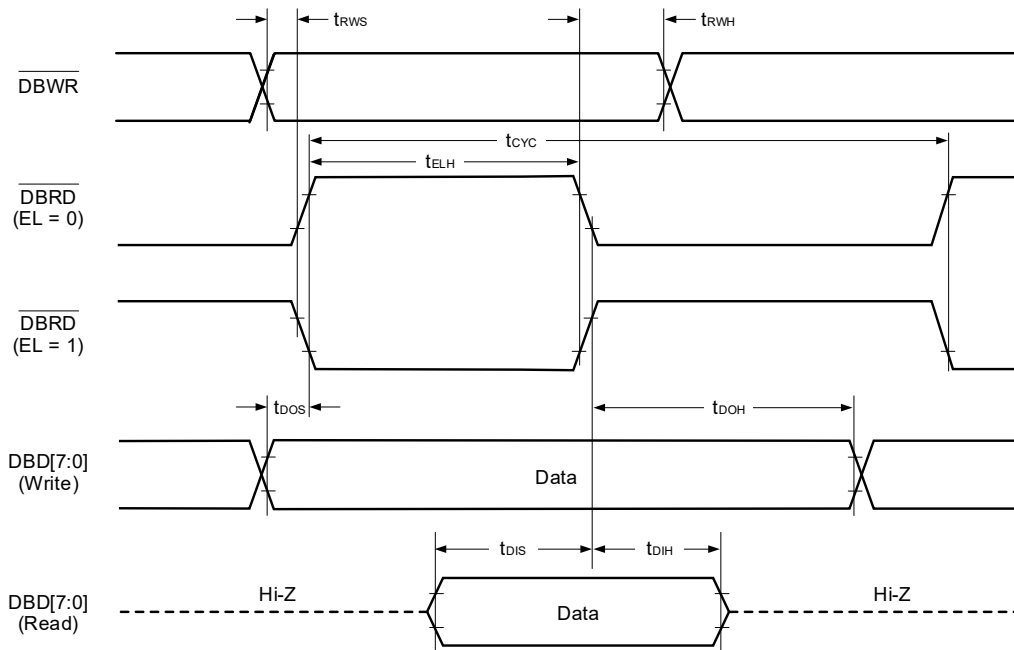 tRWS
tRWH
DBWR
tCYC
tELH
DBRD
(EL = 0)
DBRD
(EL = 1)
tDOS
tDOH
DBD[7:0]
(Write)
Data
tDIS
tDIH
DBD[7:0]
(Read)
Hi-Z
Data
Hi-Z